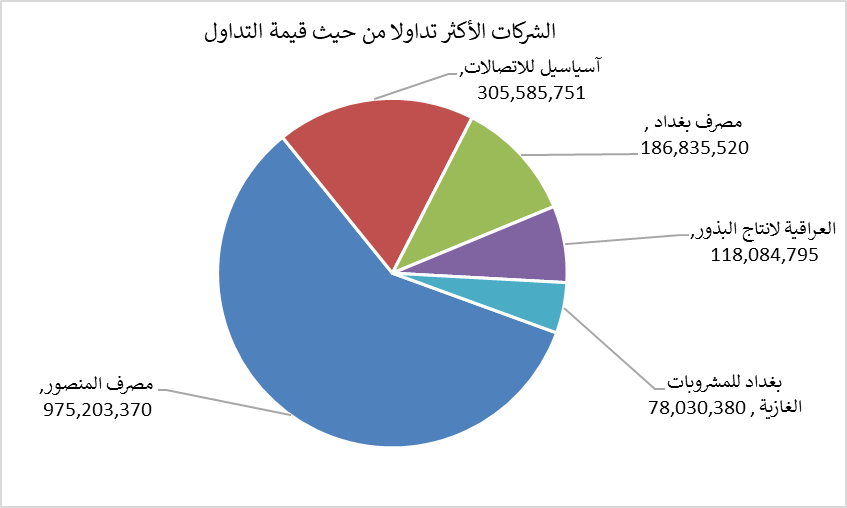 الشركات الأكثر تداولا من حيث قيمة التداول
آسياسيل للاتصالات,
305,585,751
مصرف بغداد ,
186,835,520
العراقية لانتاج البذور,
118,084,795
بغداد للمشروبات
الغازية , 78,030,380
مصرف المنصور,
975,203,370